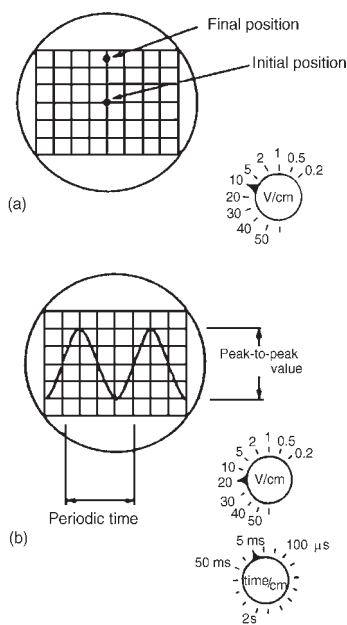 Final position
Initial position
(a)
1
2
0.5
5
0.2
10
20
V/cm
30
40
50
Peak-to-peak
value
Periodic time
1
2
0.5
5
0.2
10
20
V/cm
30
40
50
(b)
5 ms
100 µs
50 ms
time/cm
2s